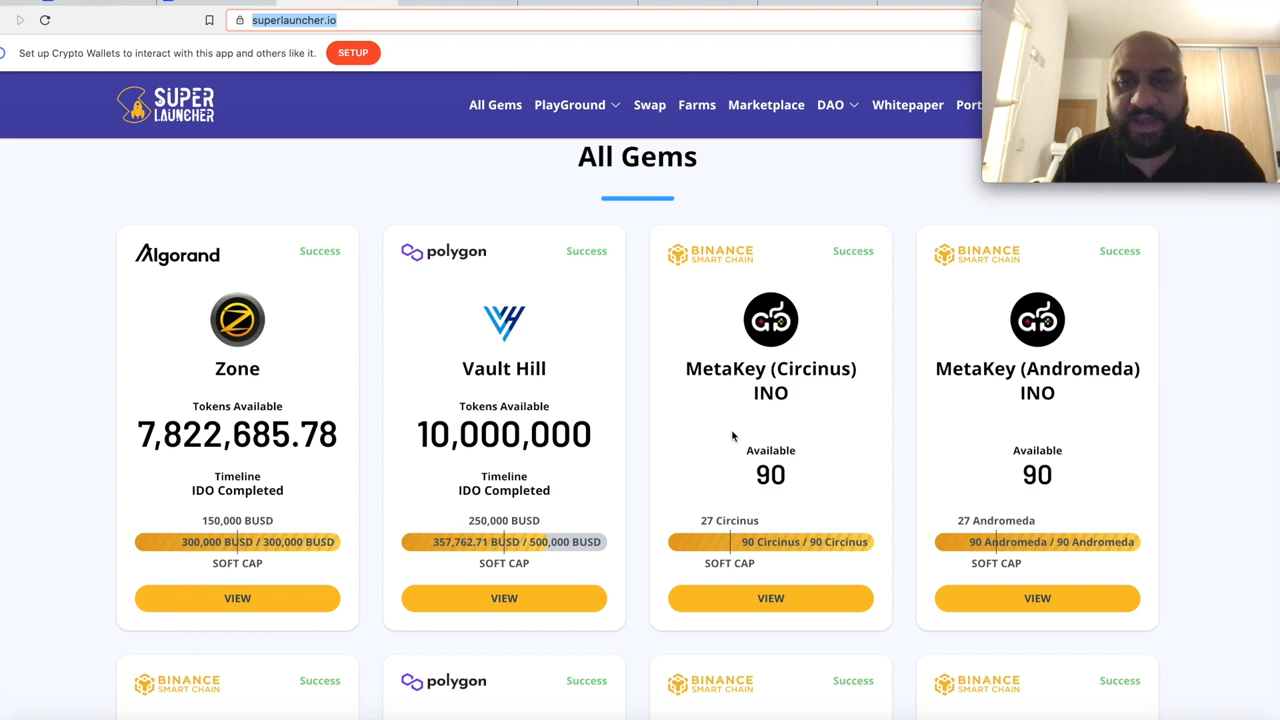 superlauncher.io
Set up Crypto Wallets to interact with this app and others like it. SETUP
SUPER
LAUNCHER
All Gems PlayGround Swap Farms Marketplace DAO Whitepaper Port
All Gems
Algorand Success
Zone
Tokens Available
7,822,685.78
Timeline
IDO Completed
150,000 BUSD
300,000 BUSD / 300,000 BUSD
SOFT CAP
VIEW
polygon Success
Vault Hill
Tokens Available
10,000,000
Timeline
IDO Completed
250,000 BUSD
357,762.71 BUSD / 500,000 BUSD
SOFT CAP
VIEW
BINANCE
SMART CHAIN
Success
MetaKey (Circinus)
INO
Available
90
27 Circinus
90 Circinus / 90 Circinus
SOFT CAP
VIEW
BINANCE
SMART CHAIN
Success
MetaKey (Andromeda)
INO
Available
90
27 Andromeda
90 Andromeda / 90 Andromeda
SOFT CAP
VIEW
BINANCE
SMART CHAIN
Success
polygon Success
BINANCE
SMART CHAIN
Success
BINANCE
SMART CHAIN
Success